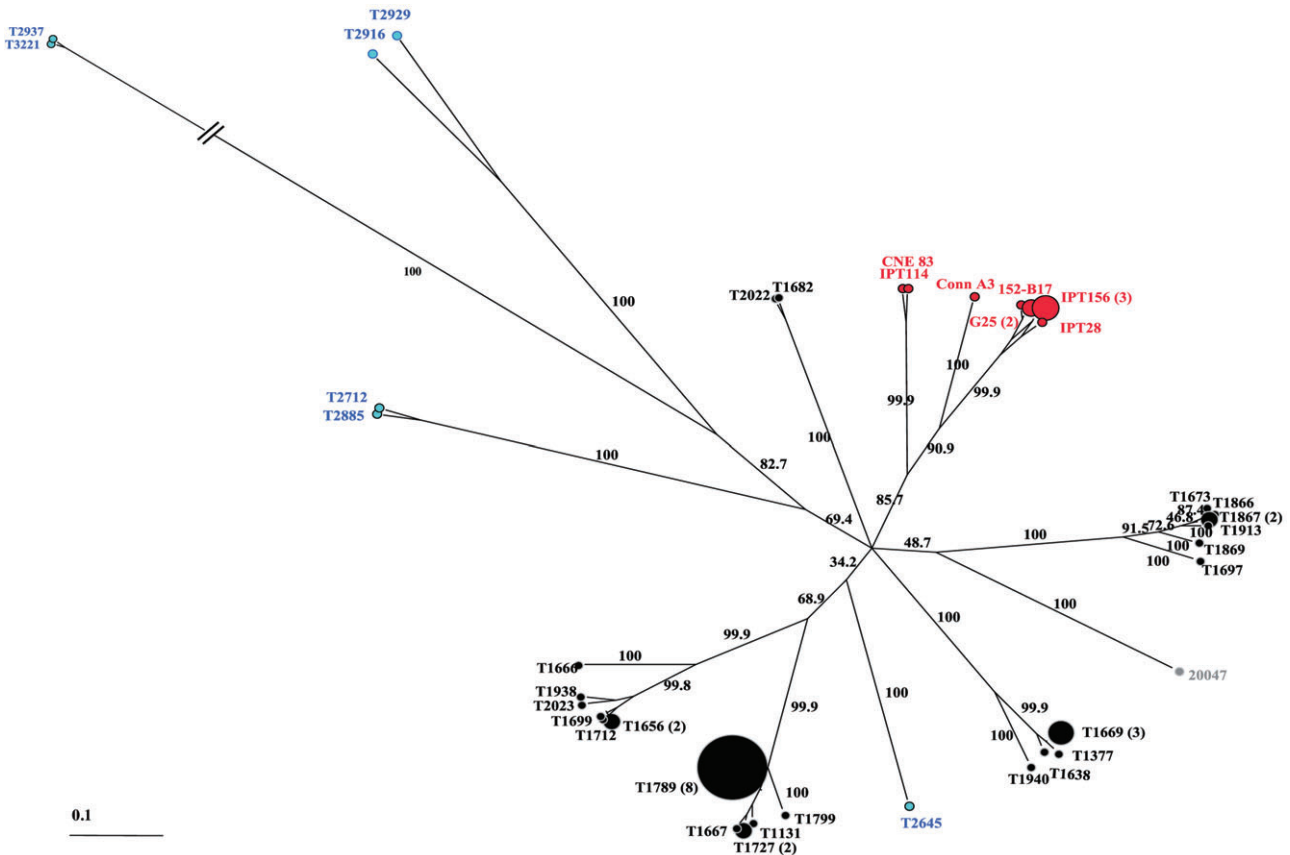 T2929
T2937
T2916
T3221
100
100
CNE 83
IPT114
T1682
T2022
Conn A3
152-B17
IPT156 (3)
G25 (2)
IPT28
100
99.9
99.9
T2712
T2885
100
100
90.9
82.7
85.7
69.4
T1673
T1866
87.4
T1867 (2)
46.8
72.6
91.5
T1913
100
T1869
100
100
T1697
100
48.7
34.2
68.9
100
100
99.9
T1666
100
20047
99.8
T1938
T2023
T1699
T1656 (2)
T1712
100
99.9
99.9
T1669 (3)
100
T1377
T1638
T1940
T1789 (8)
100
T1799
0.1
T1667
T1131
T1727 (2)
T2645